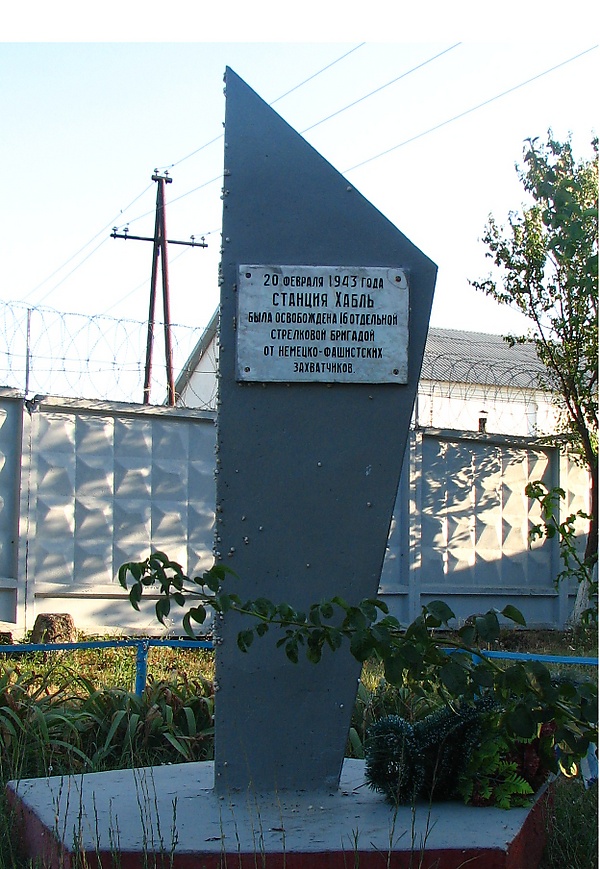 20 ФЕВРАЛЯ 1943 ГОДА
СТАНЦИЯ ХАБЛЬ
БЫЛА ОСВОБОЖДЕНА 16 ОТДЕЛЬНОЙ
СТРЕЛКОВОЙ БРИГАДОЙ
ОТ НЕМЕЦКО-ФАШИСТСКИХ
ЗАХВАТЧИКОВ.